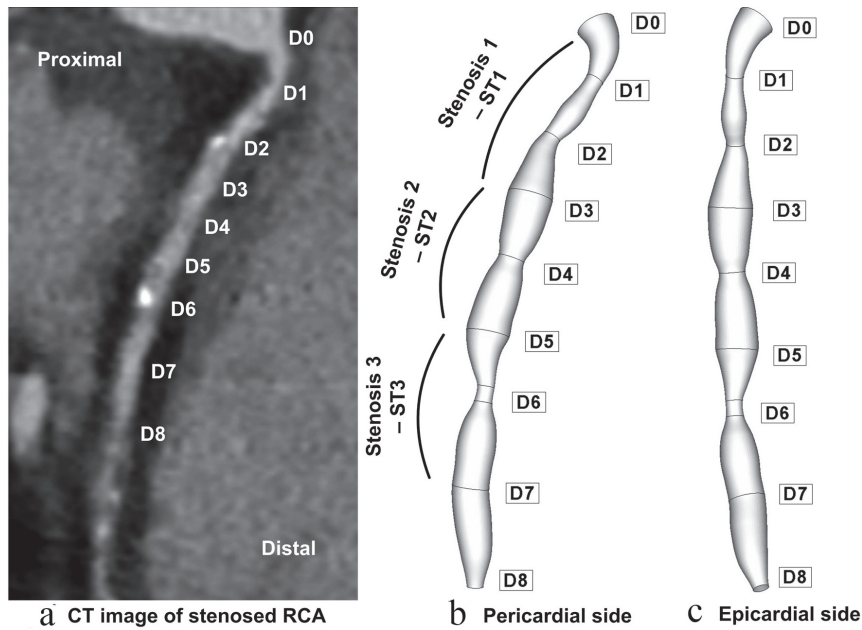 Proximal
D0
D1
D2
D3
D4
D5
D6
D7
D8
Distal
a CT image of stenosed RCA
Stenosis 1
– ST1
Stenosis 2
– ST2
Stenosis 3
– ST3
D0
D1
D2
D3
D4
D5
D6
D7
D8
b Pericardial side
D0
D1
D2
D3
D4
D5
D6
D7
D8
c Epicardial side